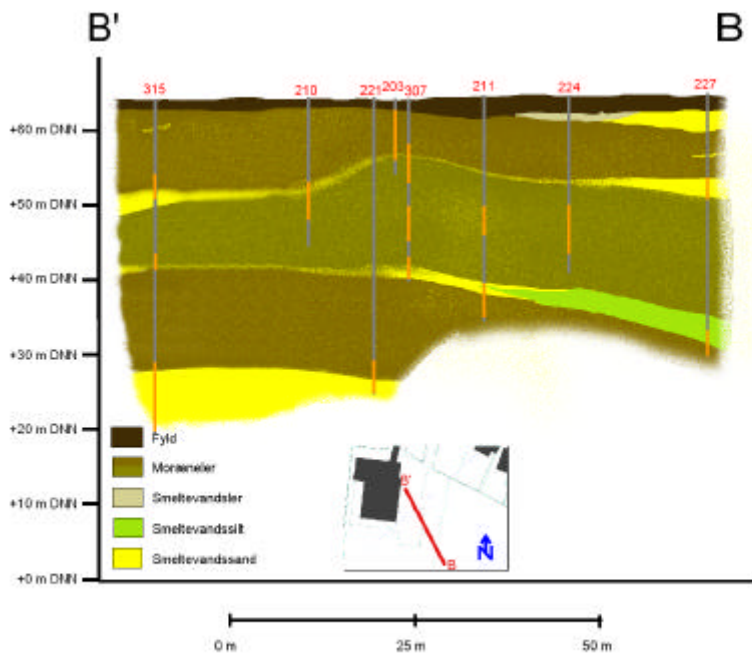 B' B
315 210 221 203 307 211 224 227
+60 m DNN
+50 m DNN
+40 m DNN
+30 m DNN
+20 m DNN
+10 m DNN
+0 m DNN
Fyld
Moræneler
Smeltevandsler
Smeltevandssilt
Smeltevandssand
B'
B
N
0 m 25 m 50 m